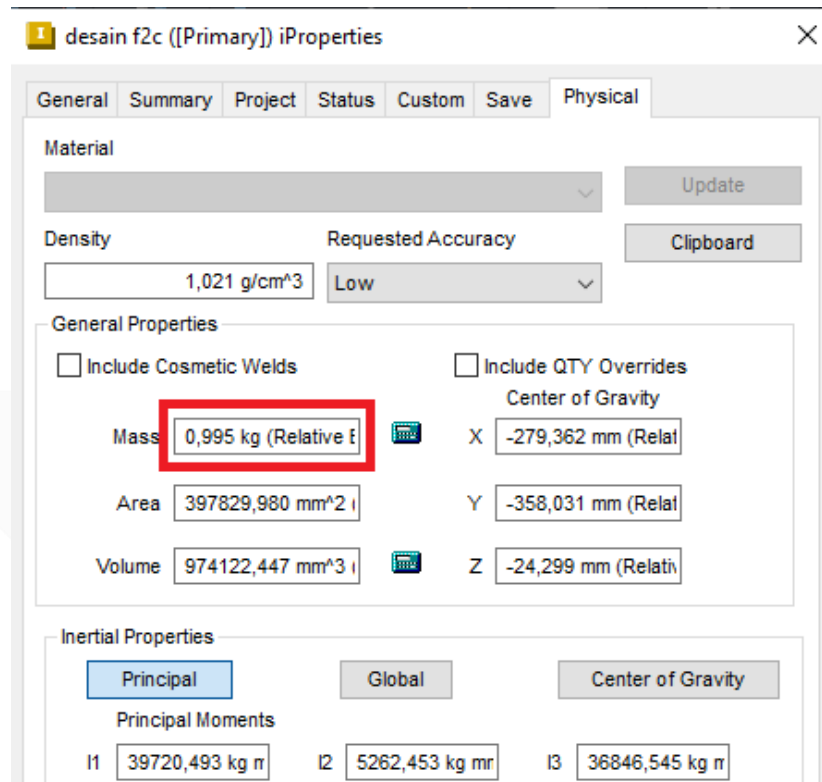 desain f2c ([Primary]) iProperties
General Summary Project Status Custom Save Physical
Material
Update
Density Requested Accuracy Clipboard
1,021 g/cm^3 Low
General Properties
Include Cosmetic Welds Include QTY Overrides
Center of Gravity
Mass 0,995 kg (Relative E X -279,362 mm (Relat
Area 397829,980 mm^2 ( Y -358,031 mm (Relat
Volume 974122,447 mm^3 ( Z -24,299 mm (Relativ
Inertial Properties
Principal Global Center of Gravity
Principal Moments
I1 39720,493 kg m I2 5262,453 kg mm I3 36846,545 kg m